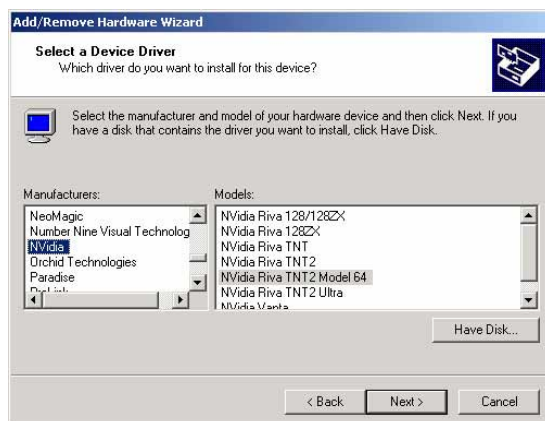 Add/Remove Hardware Wizard
Select a Device Driver
Which driver do you want to install for this device?
Select the manufacturer and model of your hardware device and then click Next. If you
have a disk that contains the driver you want to install, click Have Disk.
Manufacturers:
NeoMagic
Number Nine Visual Technolog
NVidia
Orchid Technologies
Paradise
ProLink
Models:
NVidia Riva 128/128ZX
NVidia Riva 128ZX
NVidia Riva TNT
NVidia Riva TNT2
NVidia Riva TNT2 Model 64
NVidia Riva TNT2 Ultra
NVidia Vanta
Have Disk...
< Back
Next >
Cancel